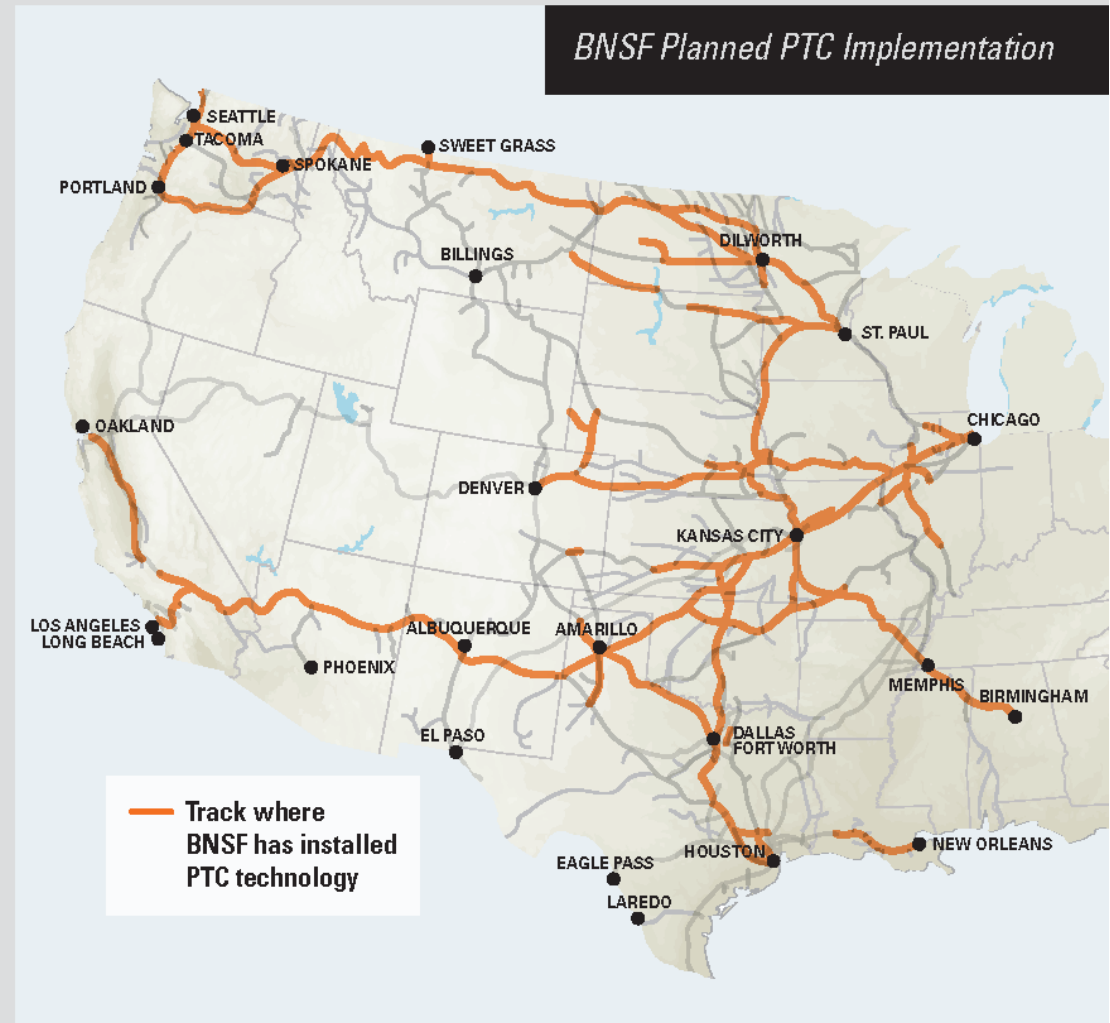 BNSF Planned PTC Implementation
SEATTLE
TACOMA
SPOKANE
PORTLAND
SWEET GRASS
BILLINGS
DILWORTH
ST. PAUL
CHICAGO
OAKLAND
DENVER
KANSAS CITY
LOS ANGELES
LONG BEACH
PHOENIX
ALBUQUERQUE
AMARILLO
MEMPHIS
BIRMINGHAM
EL PASO
DALLAS
FORT WORTH
Track where
BNSF has installed
PTC technology
HOUSTON
NEW ORLEANS
EAGLE PASS
LAREDO